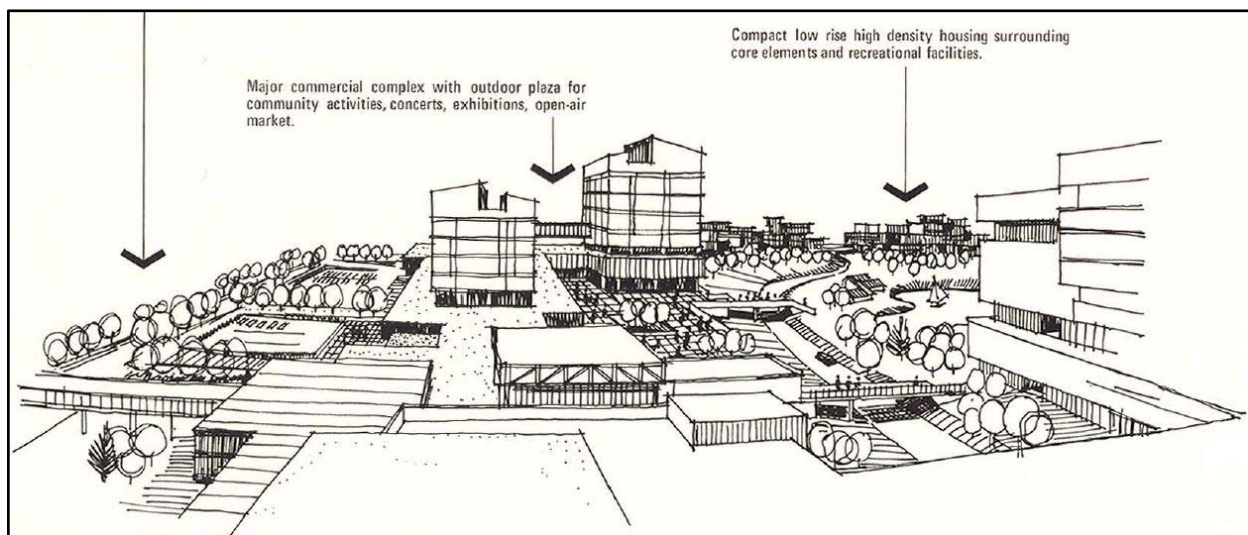 Compact low rise high density housing surrounding
core elements and recreational facilities.
Major commercial complex with outdoor plaza for
community activities, concerts, exhibitions, open-air
market.